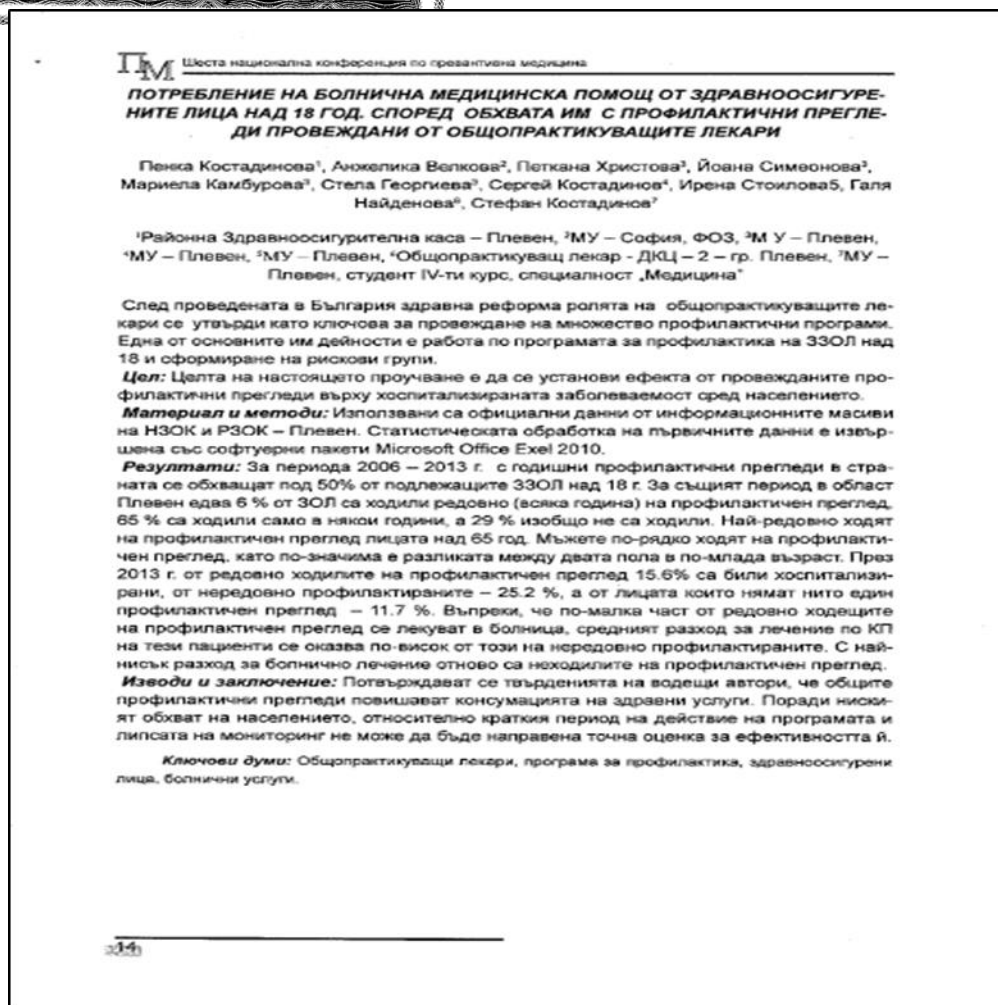 ПМ Шеста национална конференция по превантивна медицина
ПОТРЕБЛЕНИЕ НА БОЛНИЧНА МЕДИЦИНСКА ПОМОЩ ОТ ЗДРАВНООСИГУРЕ-
НИТЕ ЛИЦА НАД 18 ГОД. СПОРЕД ОБХВАТА ИМ С ПРОФИЛАКТИЧНИ ПРЕГЛЕ-
ДИ ПРОВЕЖДАНИ ОТ ОБЩОПРАКТИКУВАЩИТЕ ЛЕКАРИ
Пенка Костадинова¹, Анжелика Велкова², Петкана Христова³, Йоана Симеонова³,
Мариела Камбурова³, Стела Георгиева³, Сергей Костадинов⁴, Ирена Стоилова5, Галя
Найденова⁶, Стефан Костадинов⁷
¹Районна Здравноосигурителна каса – Плевен, ²МУ – София, ФОЗ, ³М У – Плевен,
⁴МУ – Плевен, ⁵МУ – Плевен, ⁶Общопрактикуващ лекар - ДКЦ – 2 – гр. Плевен, ⁷МУ –
Плевен, студент IV-ти курс, специалност „Медицина"
След проведената в България здравна реформа ролята на общопрактикуващите ле-
кари се утвърди като ключова за провеждане на множество профилактични програми.
Една от основните им дейности е работа по програмата за профилактика на ЗЗОЛ над
18 и сформиране на рискови групи.
Цел: Целта на настоящето проучване е да се установи ефекта от провежданите про-
филактични прегледи върху хоспитализираната заболеваемост сред населението.
Материал и методи: Използвани са официални данни от информационните масиви
на НЗОК и РЗОК – Плевен. Статистическата обработка на първичните данни е извър-
шена със софтуерни пакети Microsoft Office Exel 2010.
Резултати: За периода 2006 – 2013 г. с годишни профилактични прегледи в стра-
ната се обхващат под 50% от подлежащите ЗЗОЛ над 18 г. За същият период в област
Плевен едва 6 % от ЗОЛ са ходили редовно (всяка година) на профилактичен преглед,
65 % са ходили само в някои години, а 29 % изобщо не са ходили. Най-редовно ходят
на профилактичен преглед лицата над 65 год. Мъжете по-рядко ходят на профилакти-
чен преглед, като по-значима е разликата между двата пола в по-млада възраст. През
2013 г. от редовно ходилите на профилактичен преглед 15.6% са били хоспитализи-
рани, от нередовно профилактираните – 25.2 %, а от лицата които нямат нито един
профилактичен преглед – 11.7 %. Въпреки, че по-малка част от редовно ходещите
на профилактичен преглед се лекуват в болница, средният разход за лечение по КП
на тези пациенти се оказва по-висок от този на нередовно профилактираните. С най-
нисък разход за болнично лечение отново са неходилите на профилактичен преглед.
Изводи и заключение: Потвърждават се твърденията на водещи автори, че общите
профилактични прегледи повишават консумацията на здравни услуги. Поради ниски-
ят обхват на населението, относително краткия период на действие на програмата и
липсата на мониторинг не може да бъде направена точна оценка за ефективността й.
Ключови думи: Общопрактикуващи лекари, програма за профилактика, здравноосигурени
лица, болнични услуги.
14